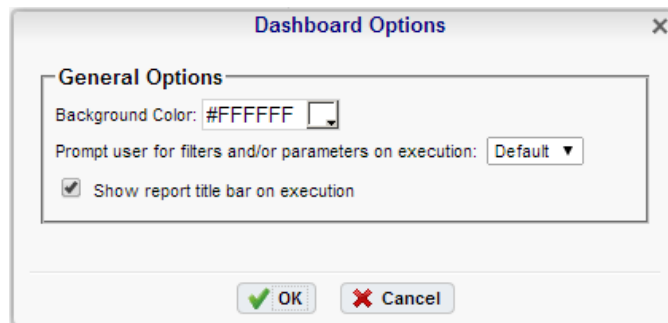 Dashboard Options
General Options
Background Color: #FFFFFF
Prompt user for filters and/or parameters on execution: Default
Show report title bar on execution
OK Cancel